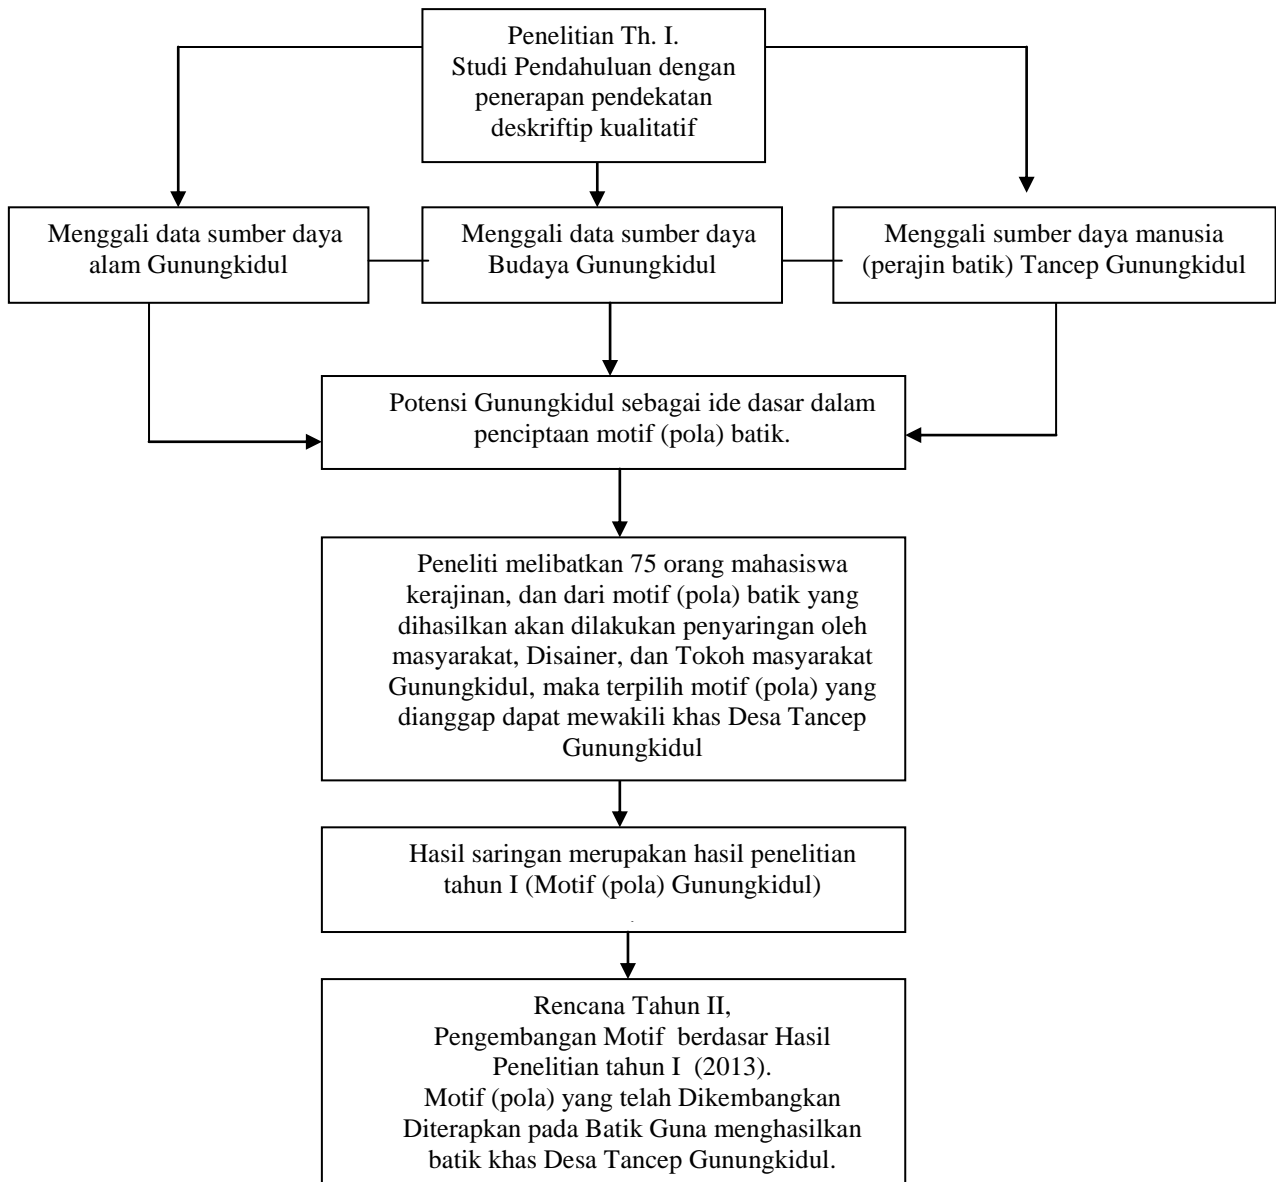 Penelitian Th. I.
Studi Pendahuluan dengan
penerapan pendekatan
deskriftip kualitatif
Menggali data sumber daya
alam Gunungkidul
Menggali data sumber daya
Budaya Gunungkidul
Menggali sumber daya manusia
(perajin batik) Tancep Gunungkidul
Potensi Gunungkidul sebagai ide dasar dalam
penciptaan motif (pola) batik.
Peneliti melibatkan 75 orang mahasiswa
kerajinan, dan dari motif (pola) batik yang
dihasilkan akan dilakukan penyaringan oleh
masyarakat, Disainer, dan Tokoh masyarakat
Gunungkidul, maka terpilih motif (pola) yang
dianggap dapat mewakili khas Desa Tancep
Gunungkidul
Hasil saringan merupakan hasil penelitian
tahun I (Motif (pola) Gunungkidul)
.
Rencana Tahun II,
Pengembangan Motif berdasar Hasil
Penelitian tahun I (2013).
Motif (pola) yang telah Dikembangkan
Diterapkan pada Batik Guna menghasilkan
batik khas Desa Tancep Gunungkidul.